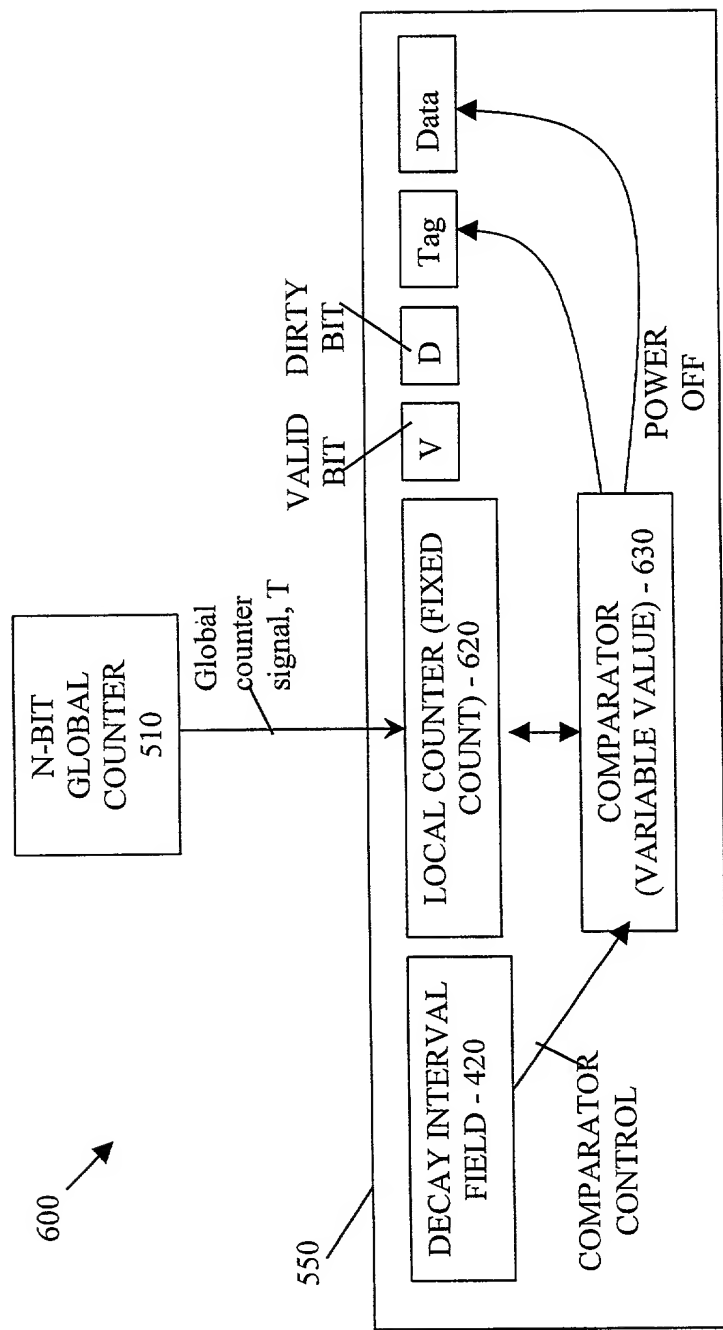 600
N-BIT
GLOBAL
COUNTER
510
Global
counter
signal, T
550
VALID
BIT
DIRTY
BIT
DECAY INTERVAL
FIELD - 420
LOCAL COUNTER (FIXED
COUNT) - 620
V
D
Tag
Data
COMPARATOR
CONTROL
COMPARATOR
(VARIABLE VALUE) - 630
POWER
OFF